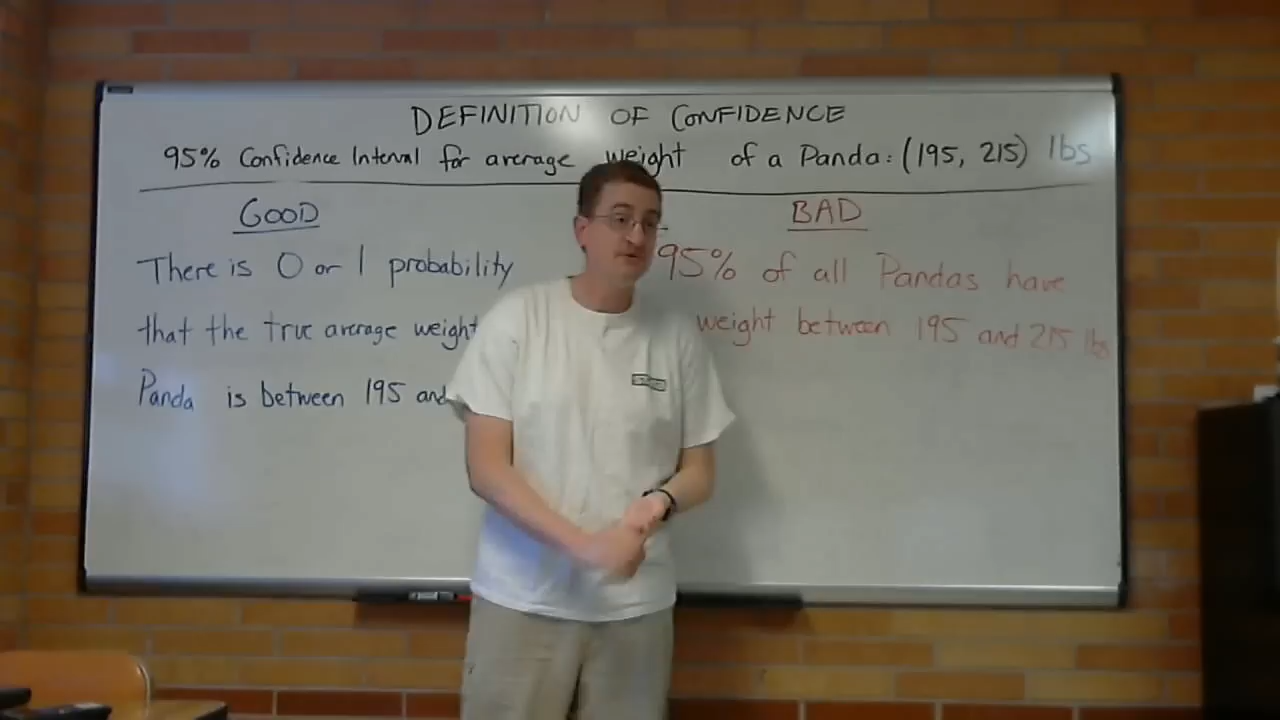 DEFINITION OF CONFIDENCE
95% Confidence Interval for average weight of a Panda: (195, 215) lbs
GOOD
There is 0 or 1 probability
that the true average weight
Panda is between 195 and
BAD
95% of all Pandas have
weight between 195 and 215 lbs